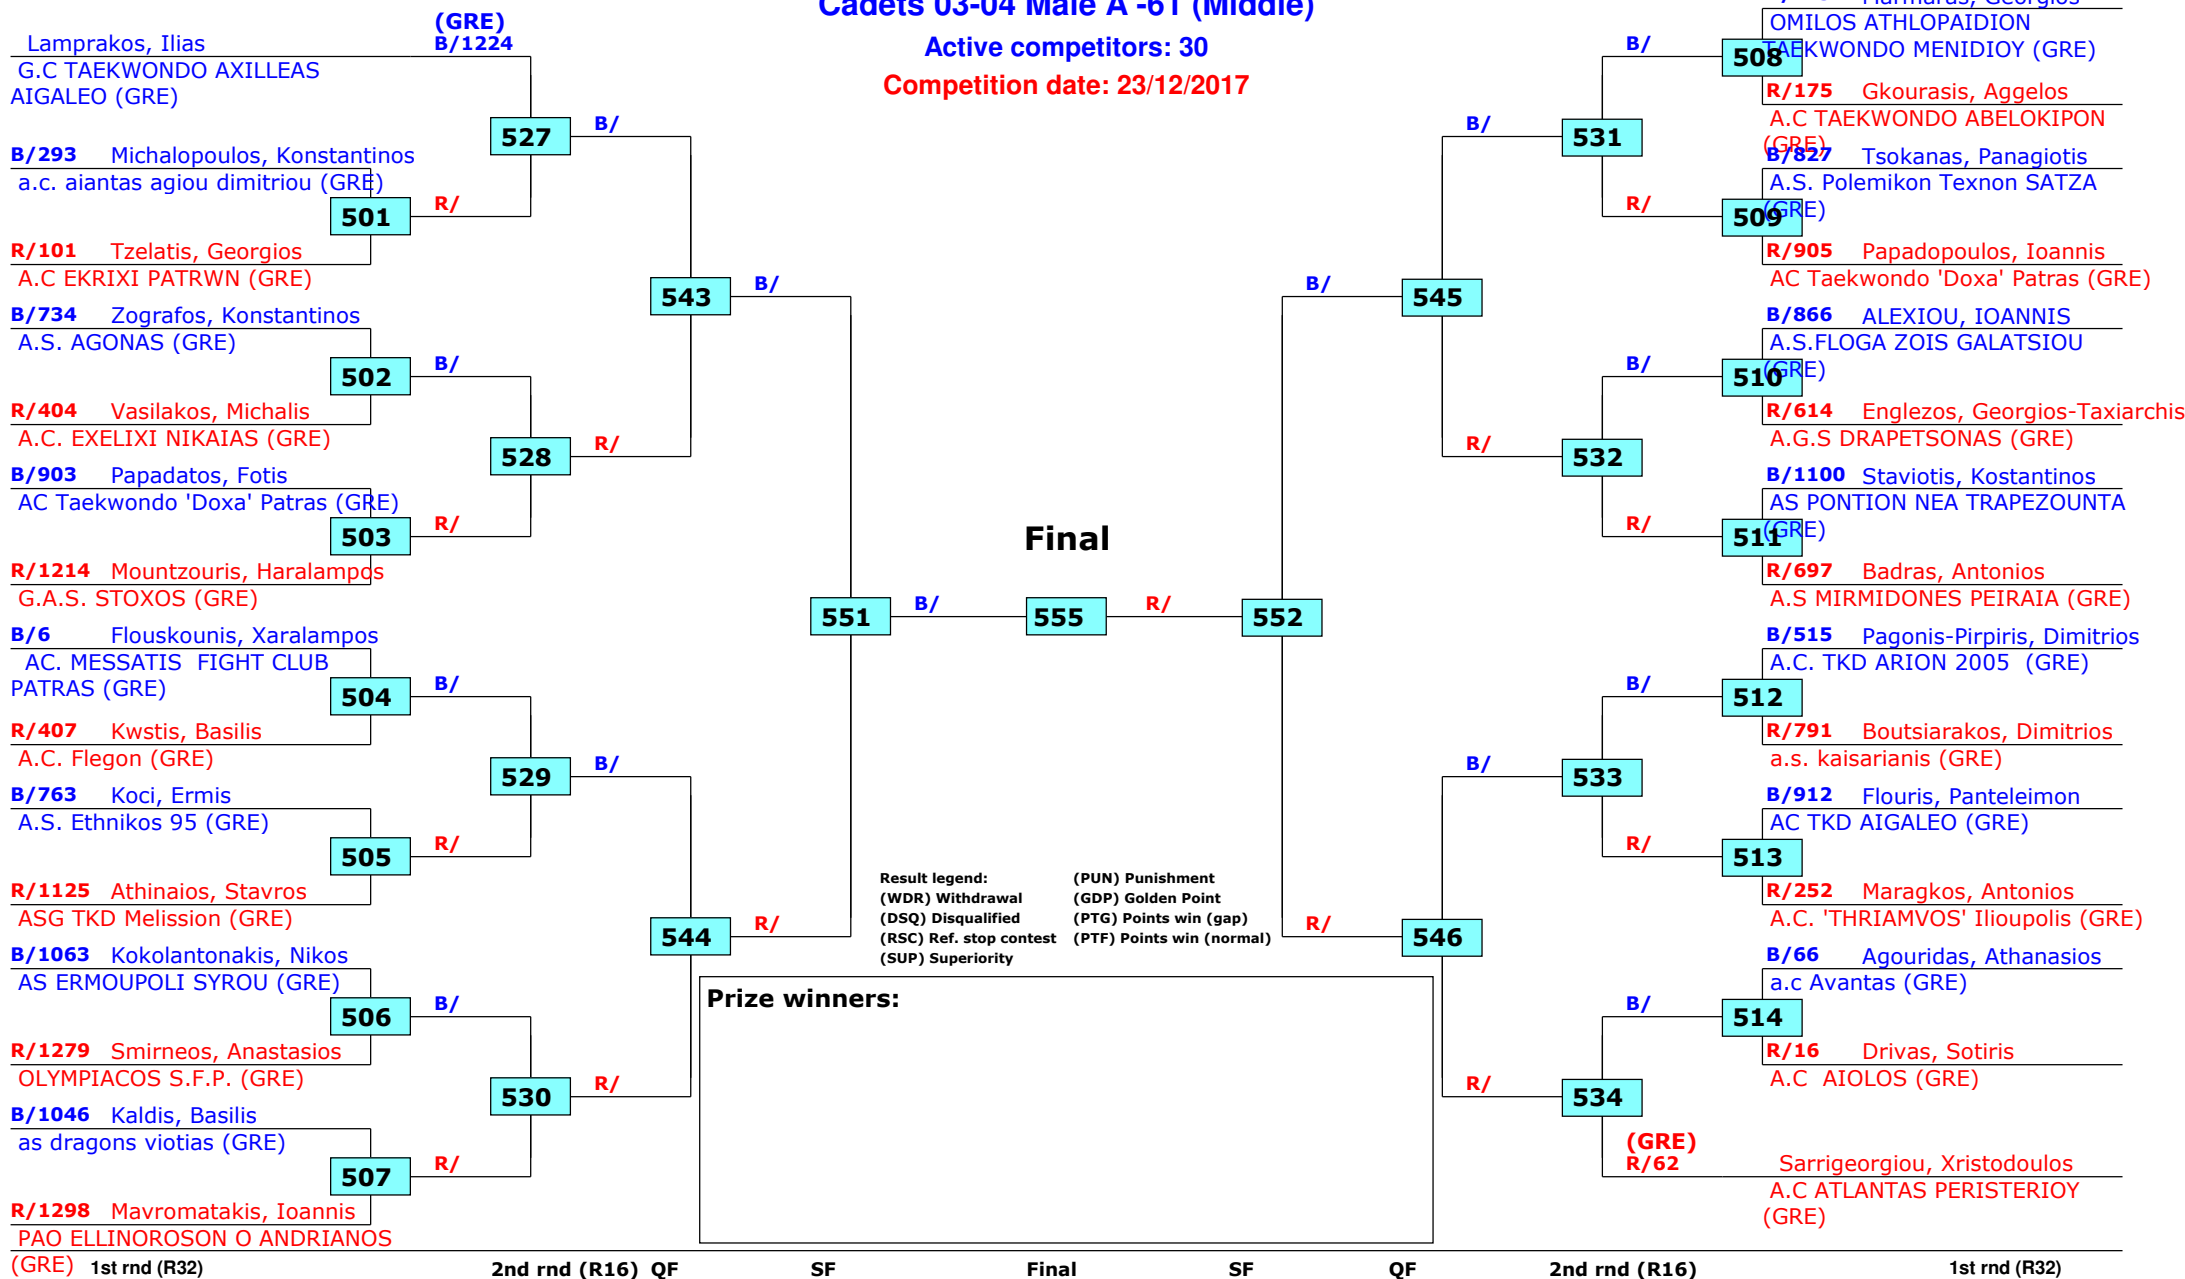 Cadets 03-04 Male A -61 (Middle)
Active competitors: 30
Competition date: 23/12/2017
(GRE)
Lamprakos, Ilias B/1224
G.C TAEKWONDO AXILLEAS
AIGALEO (GRE)
527
B/293 Michalopoulos, Konstantinos
a.c. aiantas agiou dimitriou (GRE)
501
R/
R/101 Tzelatis, Georgios
A.C EKRIXI PATRWN (GRE)
B/
543
B/
B/734 Zografos, Konstantinos
A.S. AGONAS (GRE)
502
B/
R/404 Vasilakos, Michalis
A.C. EXELIXI NIKAIAS (GRE)
528
R/
B/903 Papadatos, Fotis
AC Taekwondo 'Doxa' Patras (GRE)
503
R/
R/1214 Mountzouris, Haralampos
G.A.S. STOXOS (GRE)
551
B/
B/6 Flouskounis, Xaralampos
AC. MESSATIS FIGHT CLUB
PATRAS (GRE)
504
B/
R/407 Kwstis, Basilis
A.C. Flegon (GRE)
529
B/
B/763 Koci, Ermis
A.S. Ethnikos 95 (GRE)
505
R/
R/1125 Athinaios, Stavros
ASG TKD Melission (GRE)
544
R/
B/1063 Kokolantonakis, Nikos
AS ERMOUPOLI SYROU (GRE)
506
B/
R/1279 Smirneos, Anastasios
OLYMPIACOS S.F.P. (GRE)
530
R/
B/1046 Kaldis, Basilis
as dragons viotias (GRE)
507
R/
R/1298 Mavromatakis, Ioannis
PAO ELLINOROSON O ANDRIANOS
(GRE)
Final
555
R/
552
Result legend:
(WDR) Withdrawal
(DSQ) Disqualified
(RSC) Ref. stop contest
(SUP) Superiority
(PUN) Punishment
(GDP) Golden Point
(PTG) Points win (gap)
(PTF) Points win (normal)
Prize winners:
Marmaras, Georgios
OMILOS ATHLOPAIDION
TAEKWONDO MENIDIOY (GRE)
B/
508
R/175 Gkourasis, Aggelos
A.C TAEKWONDO ABELOKIPON
(GRE)
B/
531
B/827 Tsokanas, Panagiotis
A.S. Polemikon Texnon SATZA
(GRE)
R/
509
R/905 Papadopoulos, Ioannis
AC Taekwondo 'Doxa' Patras (GRE)
B/
545
B/866 ALEXIOU, IOANNIS
A.S.FLOGA ZOIS GALATSIOU
(GRE)
B/
510
R/614 Englezos, Georgios-Taxiarchis
A.G.S DRAPETSONAS (GRE)
R/
532
B/1100 Staviotis, Kostantinos
AS PONTION NEA TRAPEZOUNTA
(GRE)
R/
511
R/697 Badras, Antonios
A.S MIRMIDONES PEIRAIA (GRE)
B/515 Pagonis-Pirpiris, Dimitrios
A.C. TKD ARION 2005 (GRE)
B/
512
R/791 Boutsiarakos, Dimitrios
a.s. kaisarianis (GRE)
B/
533
B/912 Flouris, Panteleimon
AC TKD AIGALEO (GRE)
R/
513
R/252 Maragkos, Antonios
A.C. 'THRIAMVOS' Ilioupolis (GRE)
R/
546
B/66 Agouridas, Athanasios
a.c Avantas (GRE)
B/
514
R/16 Drivas, Sotiris
A.C AIOLOS (GRE)
R/
534
(GRE)
R/62 Sarrigeorgiou, Xristodoulos
A.C ATLANTAS PERISTERIOY
(GRE)
1st rnd (R32) 2nd rnd (R16) QF SF Final SF QF 2nd rnd (R16) 1st rnd (R32)